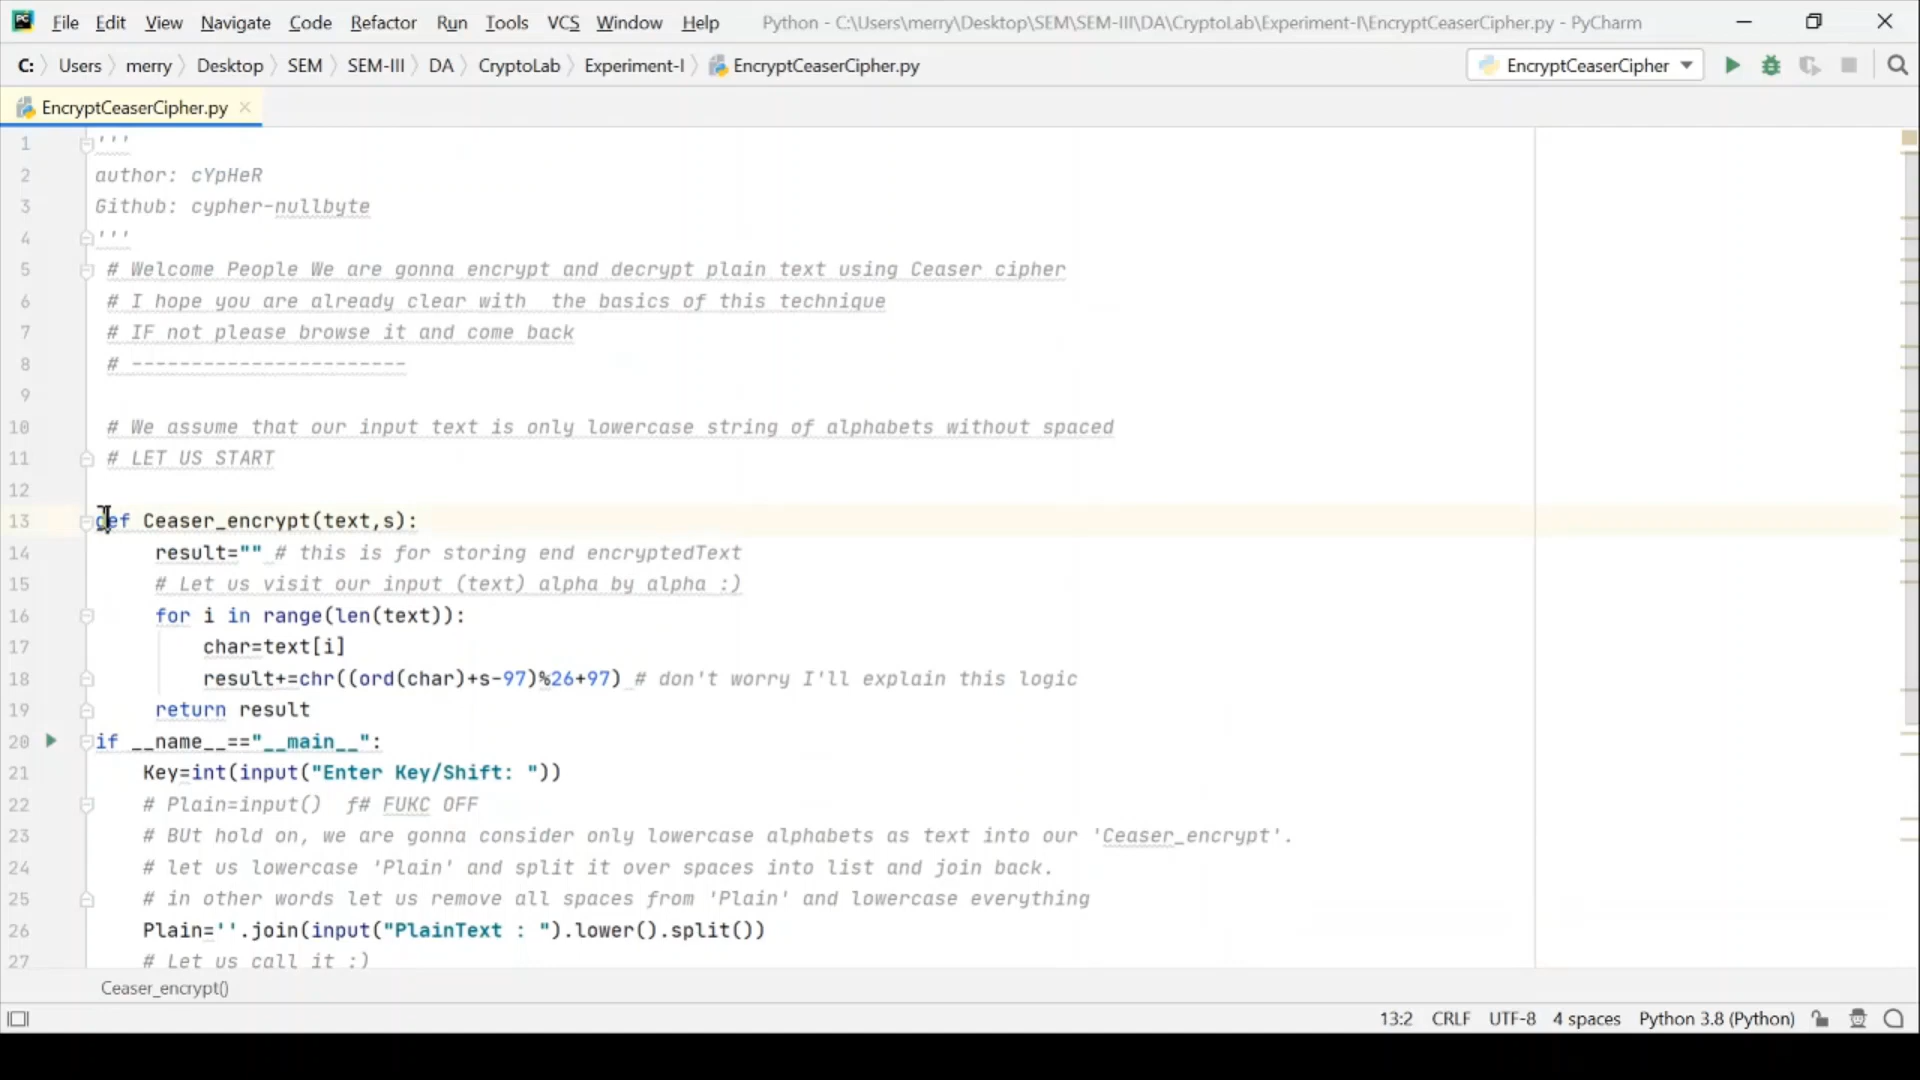 File Edit View Navigate Code Refactor Run Tools VCS Window Help Python - C:\Users\merry\Desktop\SEM\SEM-III\DA\CryptoLab\Experiment-I\EncryptCeaserCipher.py - PyCharm
C: Users merry Desktop SEM SEM-III DA CryptoLab Experiment-I EncryptCeaserCipher.py EncryptCeaserCipher
EncryptCeaserCipher.py
1 '''
2 author: cYpHeR
3 Github: cypher-nullbyte
4 '''
5 # Welcome People We are gonna encrypt and decrypt plain text using Ceaser cipher
6 # I hope you are already clear with  the basics of this technique
7 # IF not please browse it and come back
8 # -----------------------
9
10 # We assume that our input text is only lowercase string of alphabets without spaced
11 # LET US START
12
13 def Ceaser_encrypt(text,s):
14 result="" # this is for storing end encryptedText
15 # Let us visit our input (text) alpha by alpha :)
16 for i in range(len(text)):
17 char=text[i]
18 result+=chr((ord(char)+s-97)%26+97) # don't worry I'll explain this logic
19 return result
20 if __name__=="__main__":
21 Key=int(input("Enter Key/Shift: "))
22 # Plain=input()  f# FUKC OFF
23 # BUt hold on, we are gonna consider only lowercase alphabets as text into our 'Ceaser_encrypt'.
24 # let us lowercase 'Plain' and split it over spaces into list and join back.
25 # in other words let us remove all spaces from 'Plain' and lowercase everything
26 Plain=''.join(input("PlainText : ").lower().split())
27 # Let us call it :)
Ceaser_encrypt()
13:2 CRLF UTF-8 4 spaces Python 3.8 (Python)